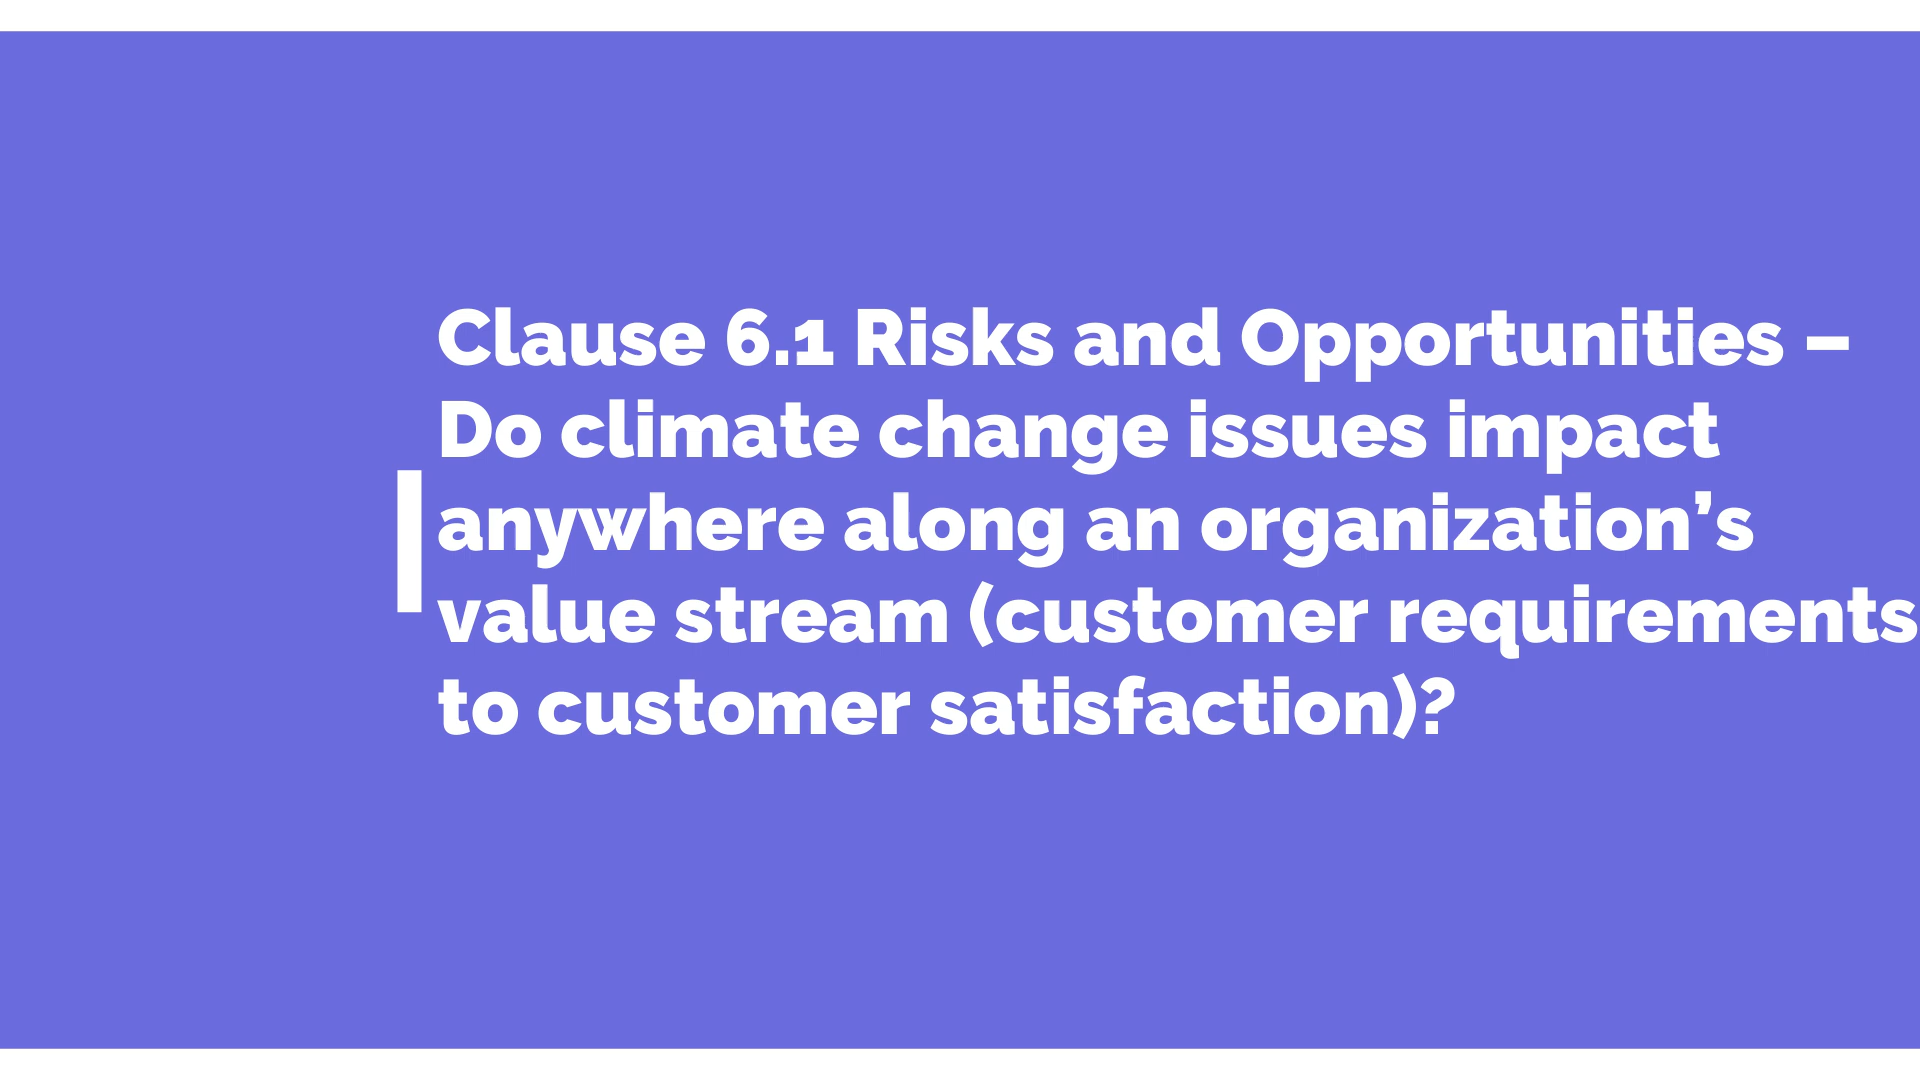 Clause 6.1 Risks and Opportunities –
Do climate change issues impact
anywhere along an organization’s
value stream (customer requirements
to customer satisfaction)?